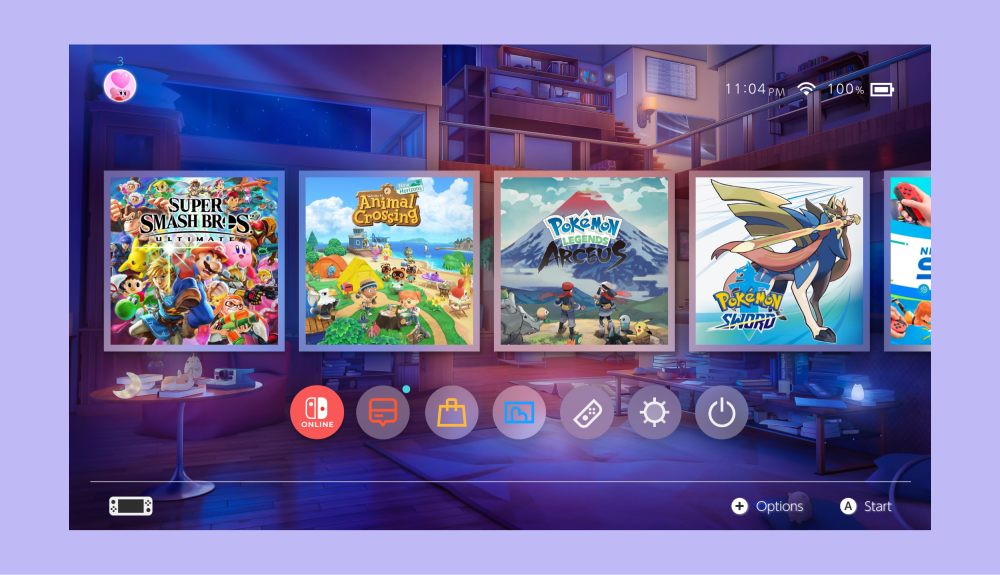 3
11:04 PM 100%
SUPER
SMASH BROS.
ULTIMATE
New Horizons
Animal
Crossing
POKÉMON
LEGENDS
ARCEUS
POKÉMON
SWORD
ONLINE
Options
A Start